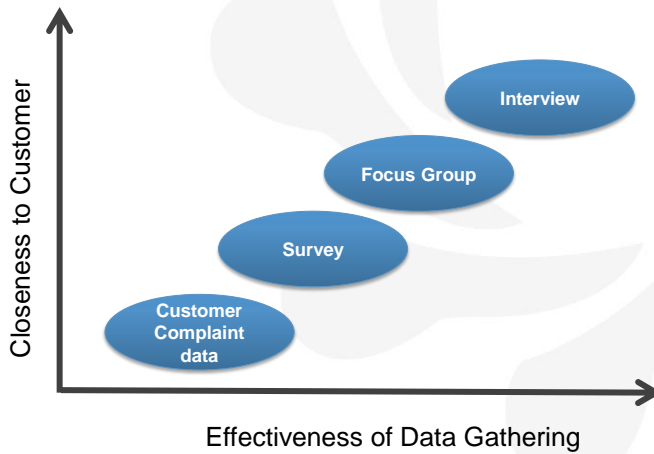 Closeness to Customer
Interview
Focus Group
Survey
Customer
Complaint
data
Effectiveness of Data Gathering